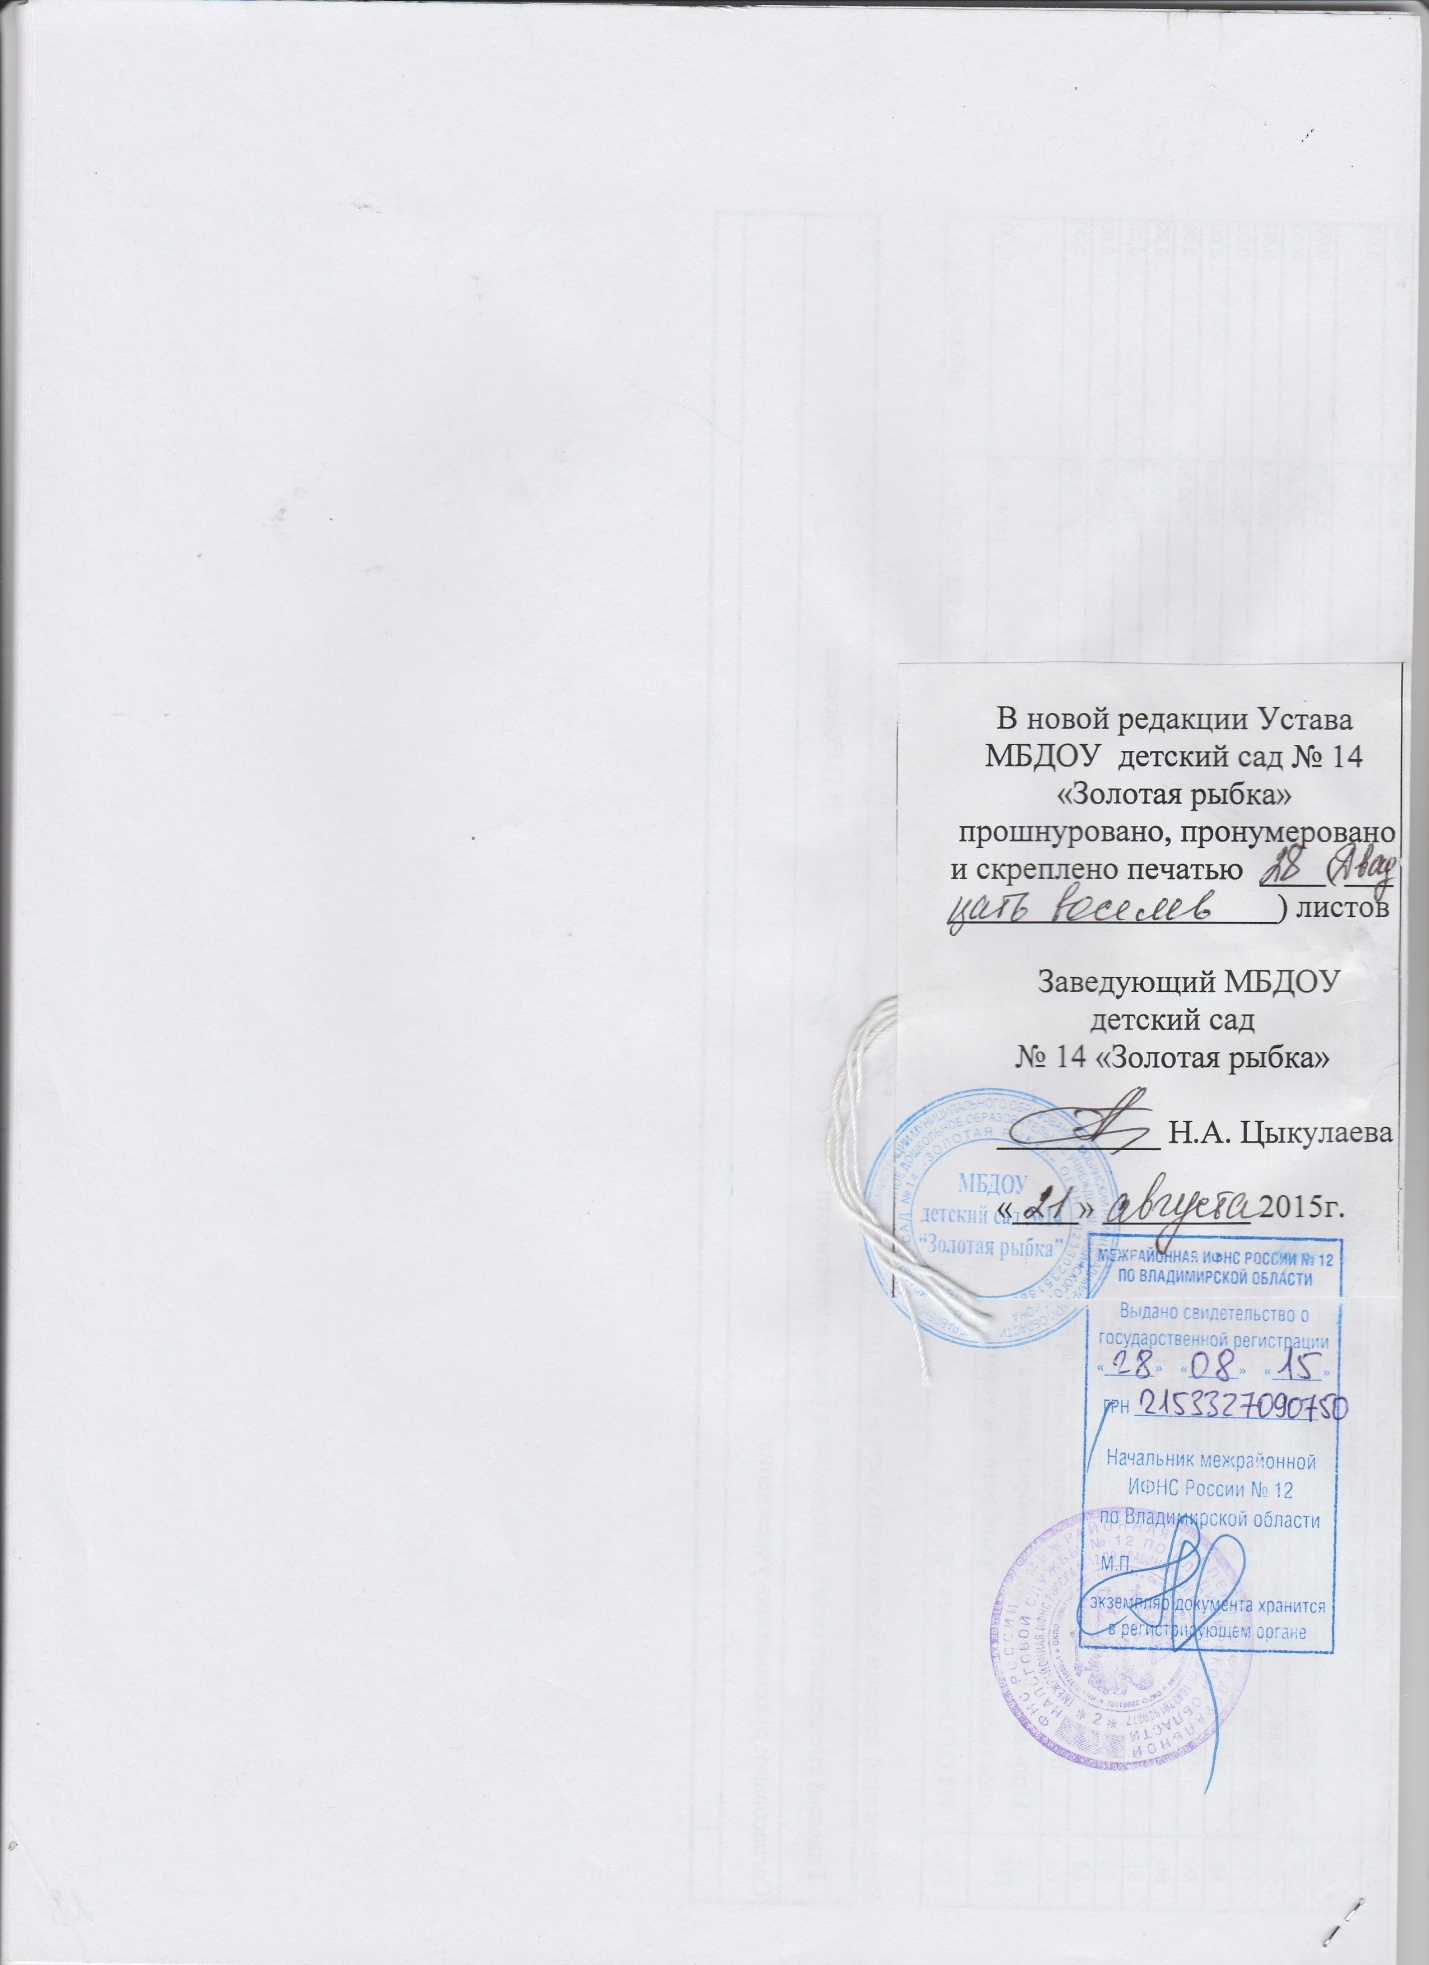 В новой редакции Устава
МБДОУ детский сад № 14
«Золотая рыбка»
прошнуровано, пронумеровано
и скреплено печатью 28 (Двад
цать восемь) листов
Заведующий МБДОУ
детский сад
№ 14 «Золотая рыбка»
Н.А. Цыкулаева
«21» августа 2015г.
МБДОУ
детский сад №14
"Золотая рыбка"
МЕЖРАЙОННАЯ ИФНС РОССИИ № 12
ПО ВЛАДИМИРСКОЙ ОБЛАСТИ
Выдано свидетельство о
государственной регистрации
«28» «08» «15»
ГРН 2153327090750
Начальник межрайонной
ИФНС России № 12
по Владимирской области
М.П.
экземпляр документа хранится
в регистрирующем органе